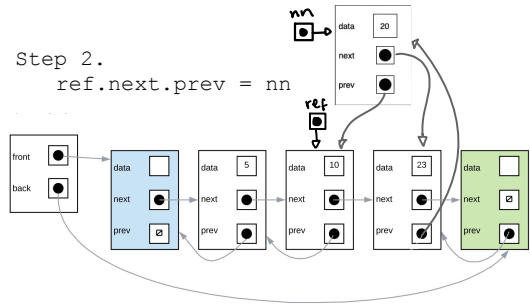 nn
data 20
next
prev
Step 2.
ref.next.prev = nn
ref
front
back
data
next
prev
data 5
next
prev
data 10
next
prev
data 23
next
prev
data
next
prev